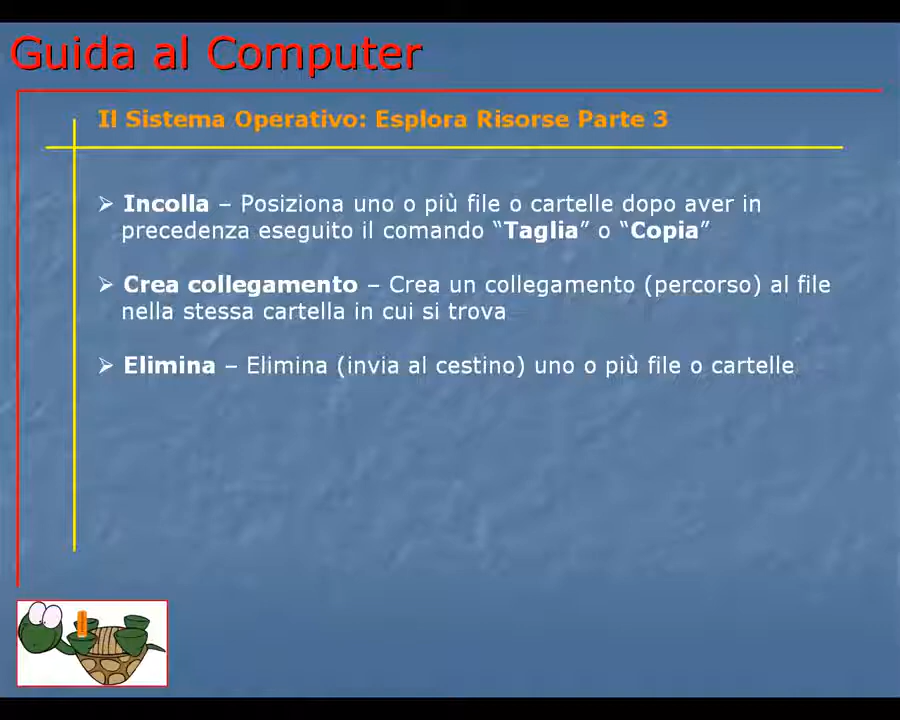 Guida al Computer
Il Sistema Operativo: Esplora Risorse Parte 3
➢ Incolla – Posiziona uno o più file o cartelle dopo aver in
precedenza eseguito il comando “Taglia” o “Copia”
➢ Crea collegamento – Crea un collegamento (percorso) al file
nella stessa cartella in cui si trova
➢ Elimina – Elimina (invia al cestino) uno o più file o cartelle